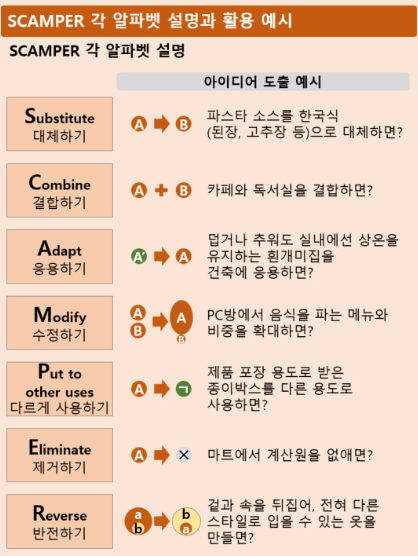 SCAMPER 각 알파벳 설명과 활용 예시
SCAMPER 각 알파벳 설명
아이디어 도출 예시
Substitute
대체하기
A B
파스타 소스를 한국식
(된장, 고추장 등)으로 대체하면?
Combine
결합하기
A + B
카페와 독서실을 결합하면?
Adapt
응용하기
A' A
덥거나 추워도 실내에선 상온을
유지하는 흰개미집을
건축에 응용하면?
Modify
수정하기
A
B
A
B
PC방에서 음식을 파는 메뉴와
비중을 확대하면?
Put to
other uses
다르게 사용하기
A ㄱ
제품 포장 용도로 받은
종이박스를 다른 용도로
사용하면?
Eliminate
제거하기
A ×
마트에서 계산원을 없애면?
Reverse
반전하기
a
b
b
a
겉과 속을 뒤집어, 전혀 다른
스타일로 입을 수 있는 옷을
만들면?